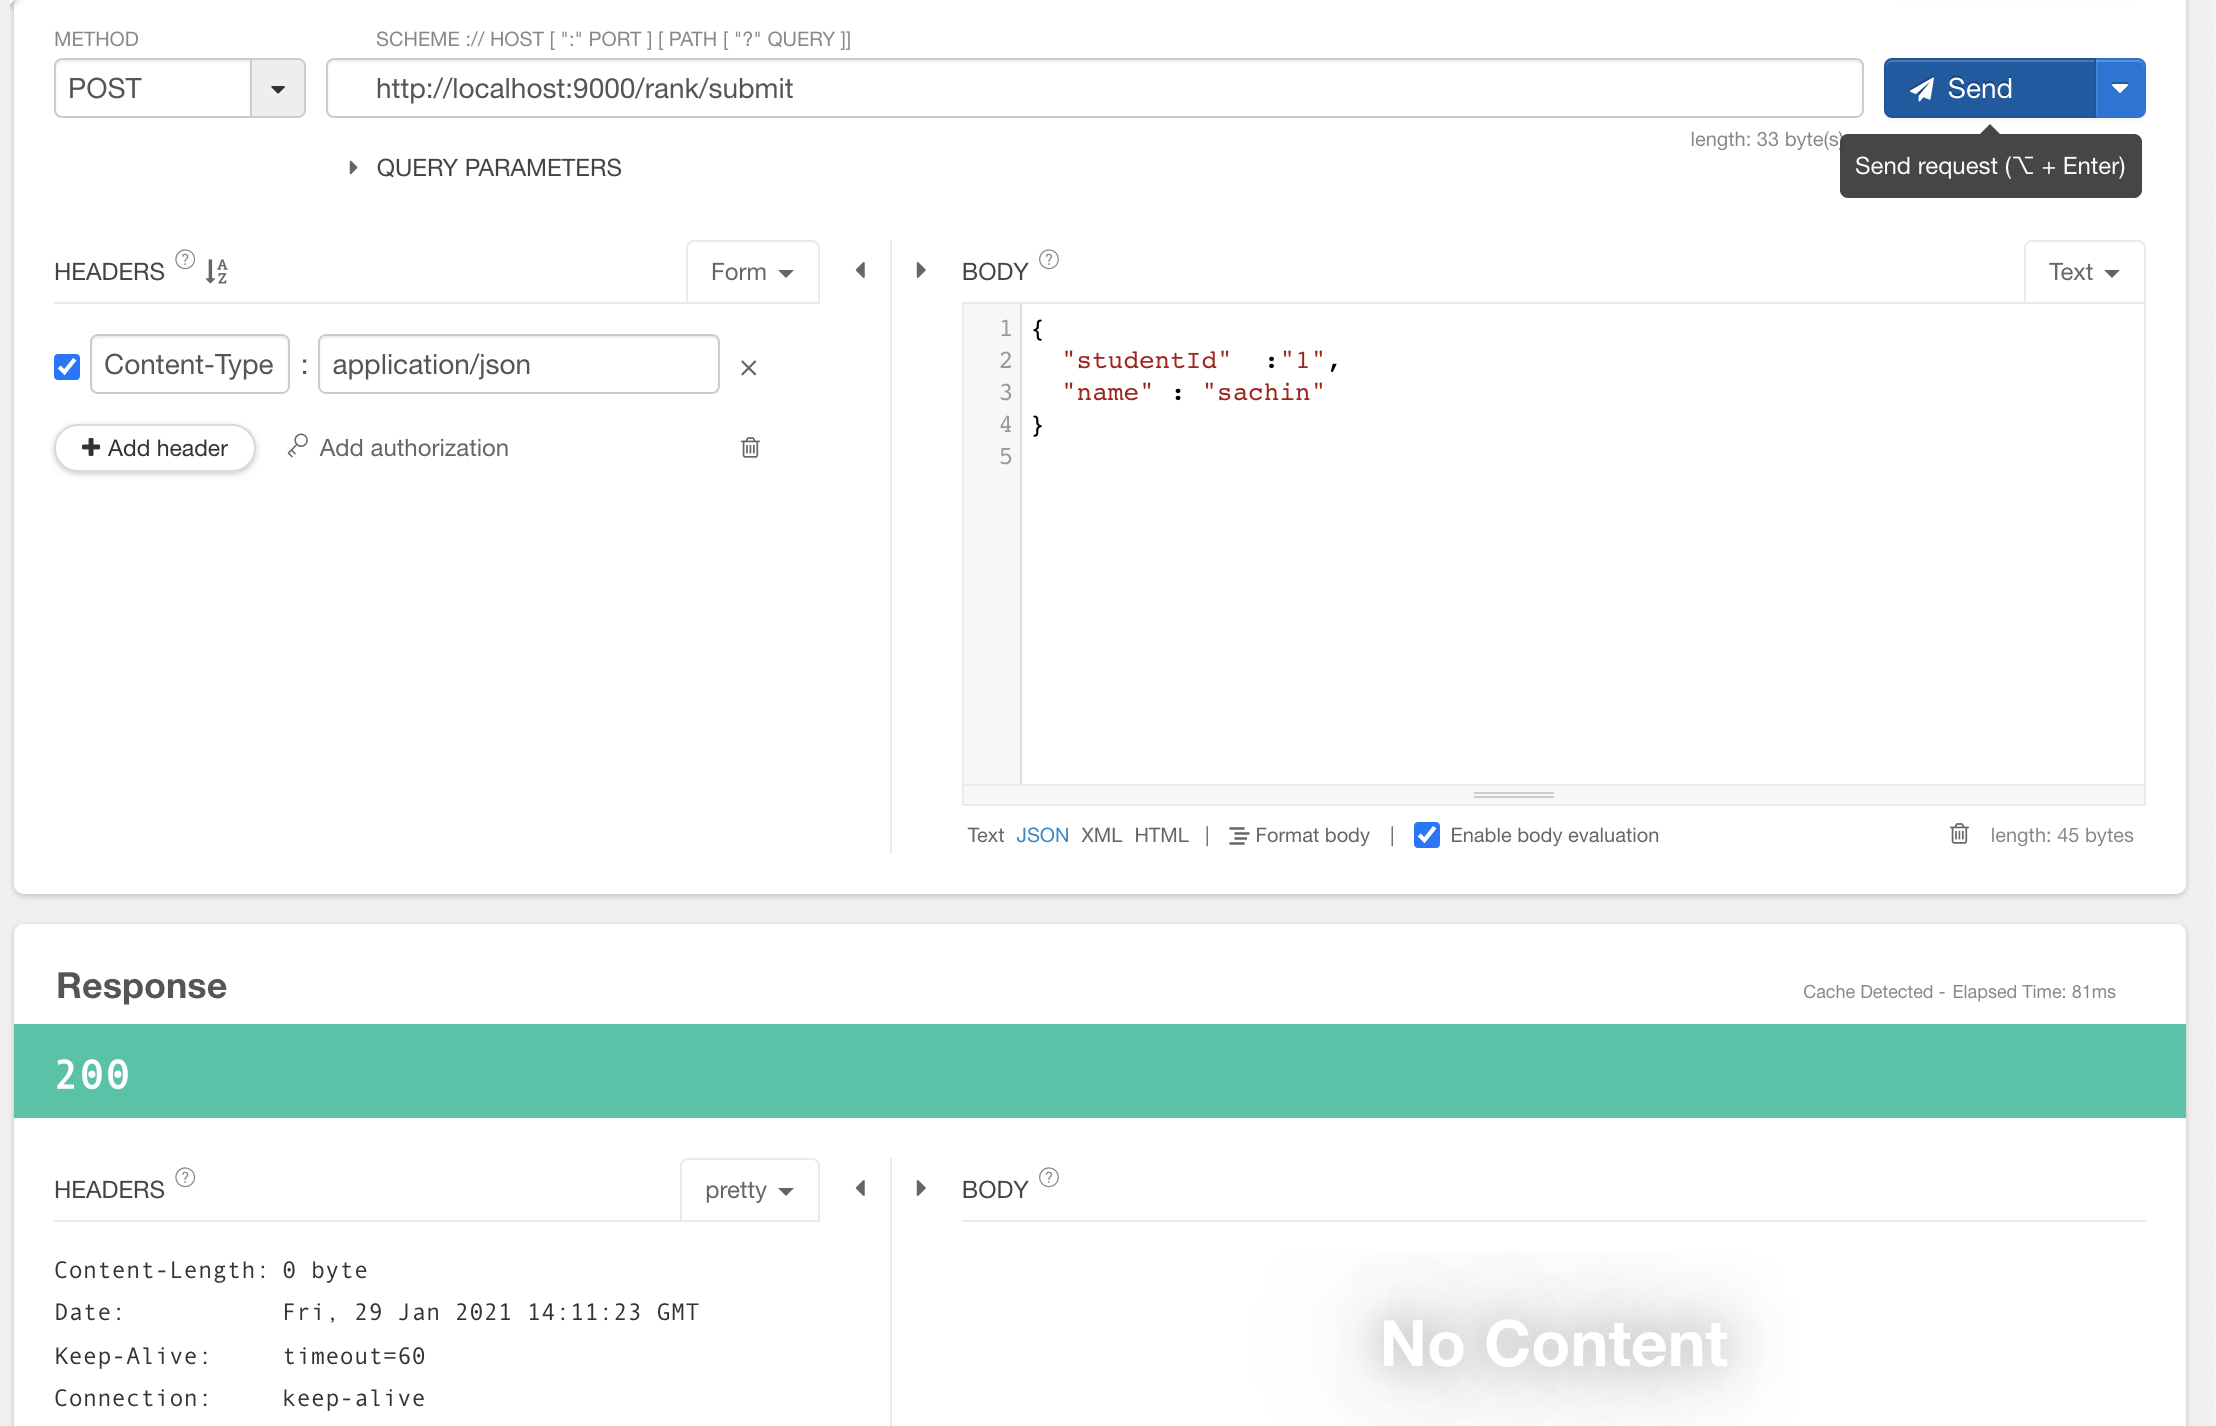 METHOD
SCHEME :// HOST [ ":" PORT ] [ PATH [ "?" QUERY ]]
POST
http://localhost:9000/rank/submit
Send
length: 33 byte(s)
Send request (⌥ + Enter)
QUERY PARAMETERS
HEADERS ? A Z
Form
BODY ?
Text
Content-Type : application/json ×
+ Add header
Add authorization
1 {
2   "studentId"  :"1",
3   "name" : "sachin"
4 }
5
Text JSON XML HTML | Format body | Enable body evaluation
length: 45 bytes
Response
Cache Detected - Elapsed Time: 81ms
200
HEADERS ?
pretty
BODY ?
Content-Length: 0 byte
Date: Fri, 29 Jan 2021 14:11:23 GMT
Keep-Alive: timeout=60
Connection: keep-alive
No Content